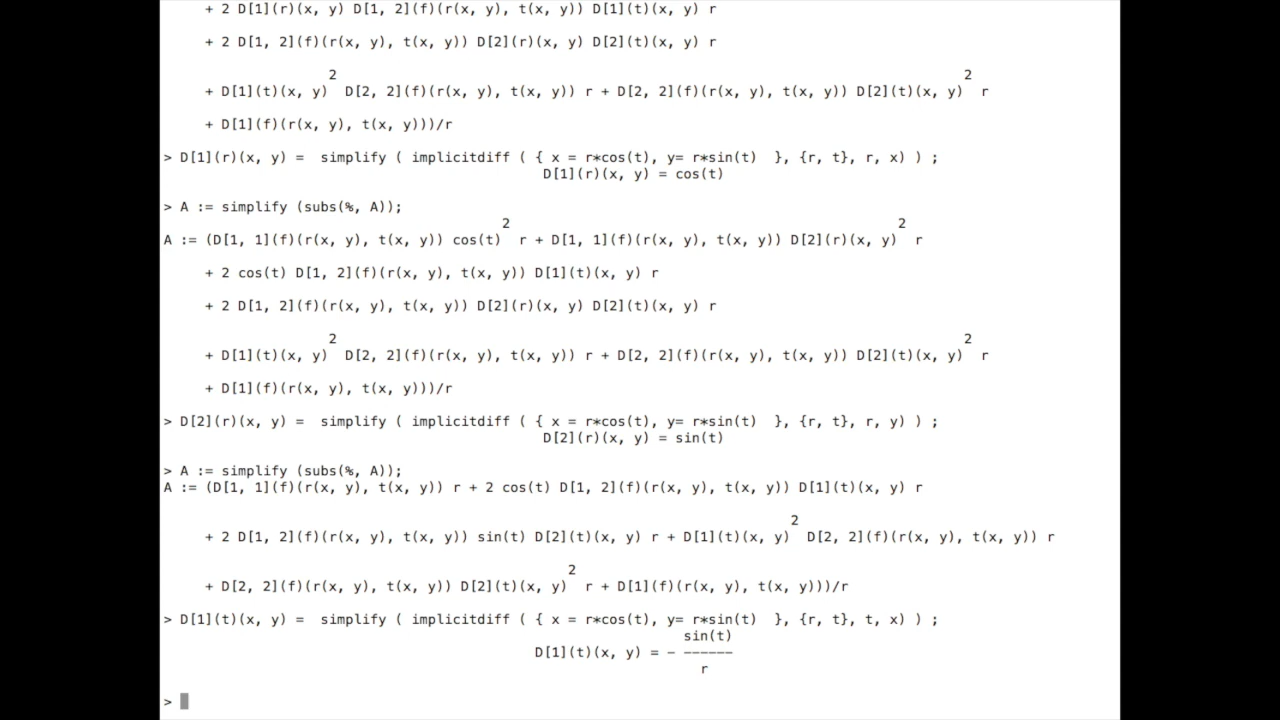 + 2 D[1](r)(x, y) D[1, 2](f)(r(x, y), t(x, y)) D[1](t)(x, y) r
+ 2 D[1, 2](f)(r(x, y), t(x, y)) D[2](r)(x, y) D[2](t)(x, y) r
2 2
+ D[1](t)(x, y) D[2, 2](f)(r(x, y), t(x, y)) r + D[2, 2](f)(r(x, y), t(x, y)) D[2](t)(x, y) r
+ D[1](f)(r(x, y), t(x, y)))/r
> D[1](r)(x, y) = simplify ( implicitdiff ( { x = r*cos(t), y= r*sin(t) }, {r, t}, r, x) ) ;
D[1](r)(x, y) = cos(t)
> A := simplify (subs(%, A));
2 2
A := (D[1, 1](f)(r(x, y), t(x, y)) cos(t) r + D[1, 1](f)(r(x, y), t(x, y)) D[2](r)(x, y) r
+ 2 cos(t) D[1, 2](f)(r(x, y), t(x, y)) D[1](t)(x, y) r
+ 2 D[1, 2](f)(r(x, y), t(x, y)) D[2](r)(x, y) D[2](t)(x, y) r
2 2
+ D[1](t)(x, y) D[2, 2](f)(r(x, y), t(x, y)) r + D[2, 2](f)(r(x, y), t(x, y)) D[2](t)(x, y) r
+ D[1](f)(r(x, y), t(x, y)))/r
> D[2](r)(x, y) = simplify ( implicitdiff ( { x = r*cos(t), y= r*sin(t) }, {r, t}, r, y) ) ;
D[2](r)(x, y) = sin(t)
> A := simplify (subs(%, A));
A := (D[1, 1](f)(r(x, y), t(x, y)) r + 2 cos(t) D[1, 2](f)(r(x, y), t(x, y)) D[1](t)(x, y) r
2
+ 2 D[1, 2](f)(r(x, y), t(x, y)) sin(t) D[2](t)(x, y) r + D[1](t)(x, y) D[2, 2](f)(r(x, y), t(x, y)) r
2
+ D[2, 2](f)(r(x, y), t(x, y)) D[2](t)(x, y) r + D[1](f)(r(x, y), t(x, y)))/r
> D[1](t)(x, y) = simplify ( implicitdiff ( { x = r*cos(t), y= r*sin(t) }, {r, t}, t, x) ) ;
sin(t)
D[1](t)(x, y) = - ------
r
>